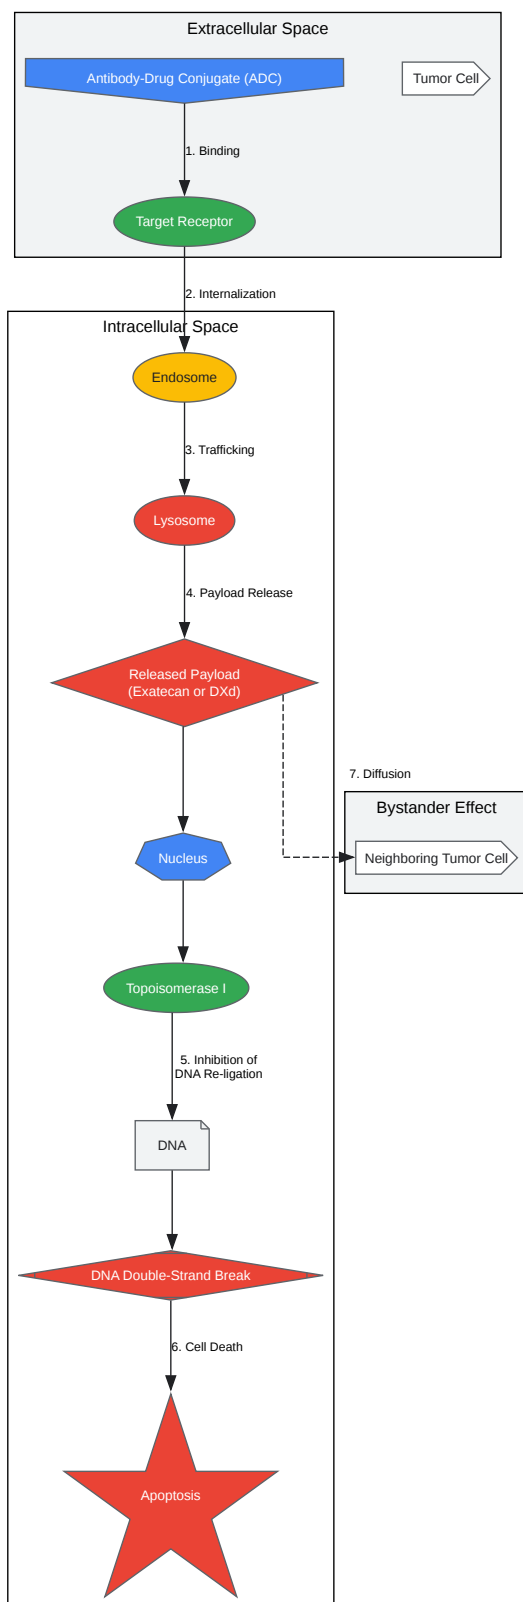 Extracellular Space
Antibody-Drug Conjugate (ADC)
Tumor Cell
1. Binding
Target Receptor
2. Internalization
Intracellular Space
Endosome
3. Trafficking
Lysosome
4. Payload Release
Released Payload
(Exatecan or DXd)
7. Diffusion
Bystander Effect
Neighboring Tumor Cell
Nucleus
Topoisomerase I
5. Inhibition of
DNA Re-ligation
DNA
DNA Double-Strand Break
6. Cell Death
Apoptosis